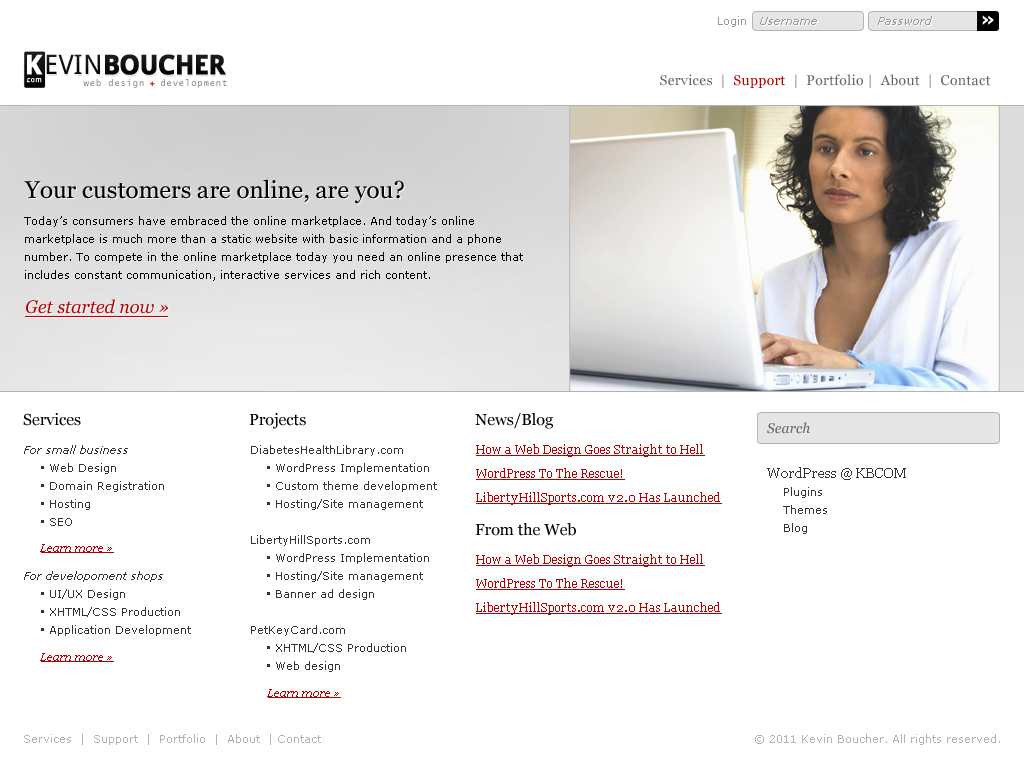 Login Username Password »
KEVINBOUCHER
com
web design + development
Services | Support | Portfolio | About | Contact
Your customers are online, are you?
Today's consumers have embraced the online marketplace. And today's online
marketplace is much more than a static website with basic information and a phone
number. To compete in the online marketplace today you need an online presence that
includes constant communication, interactive services and rich content.
Get started now »
Services
For small business
• Web Design
• Domain Registration
• Hosting
• SEO
Learn more »
For developoment shops
• UI/UX Design
• XHTML/CSS Production
• Application Development
Learn more »
Projects
DiabetesHealthLibrary.com
• WordPress Implementation
• Custom theme development
• Hosting/Site management
LibertyHillSports.com
• WordPress Implementation
• Hosting/Site management
• Banner ad design
PetKeyCard.com
• XHTML/CSS Production
• Web design
Learn more »
News/Blog
How a Web Design Goes Straight to Hell
WordPress To The Rescue!
LibertyHillSports.com v2.0 Has Launched
From the Web
How a Web Design Goes Straight to Hell
WordPress To The Rescue!
LibertyHillSports.com v2.0 Has Launched
Search
WordPress @ KBCOM
Plugins
Themes
Blog
Services | Support | Portfolio | About | Contact
© 2011 Kevin Boucher. All rights reserved.